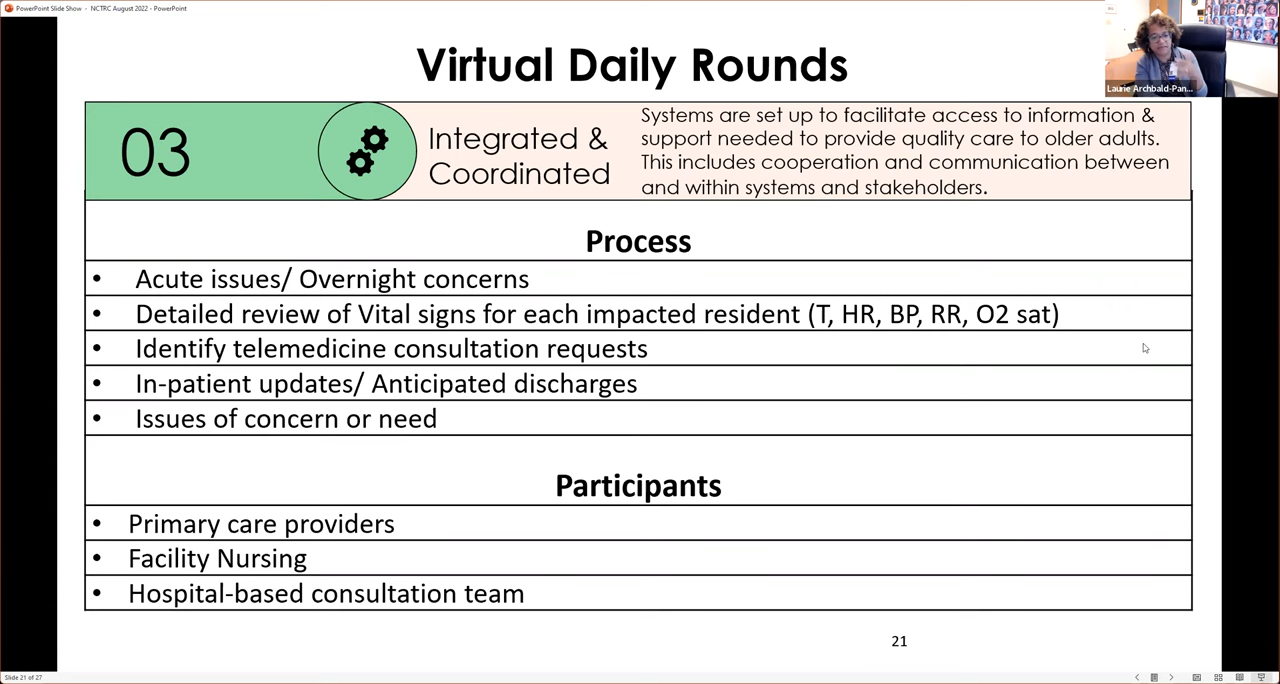 PowerPoint Slide Show - NCTRC August 2022 - PowerPoint
Laurie Archbald-Pan...
Virtual Daily Rounds
03
Integrated &
Coordinated
Systems are set up to facilitate access to information &
support needed to provide quality care to older adults.
This includes cooperation and communication between
and within systems and stakeholders.
Process
• Acute issues/ Overnight concerns
• Detailed review of Vital signs for each impacted resident (T, HR, BP, RR, O2 sat)
• Identify telemedicine consultation requests
• In-patient updates/ Anticipated discharges
• Issues of concern or need
Participants
• Primary care providers
• Facility Nursing
• Hospital-based consultation team
21
Slide 21 of 27